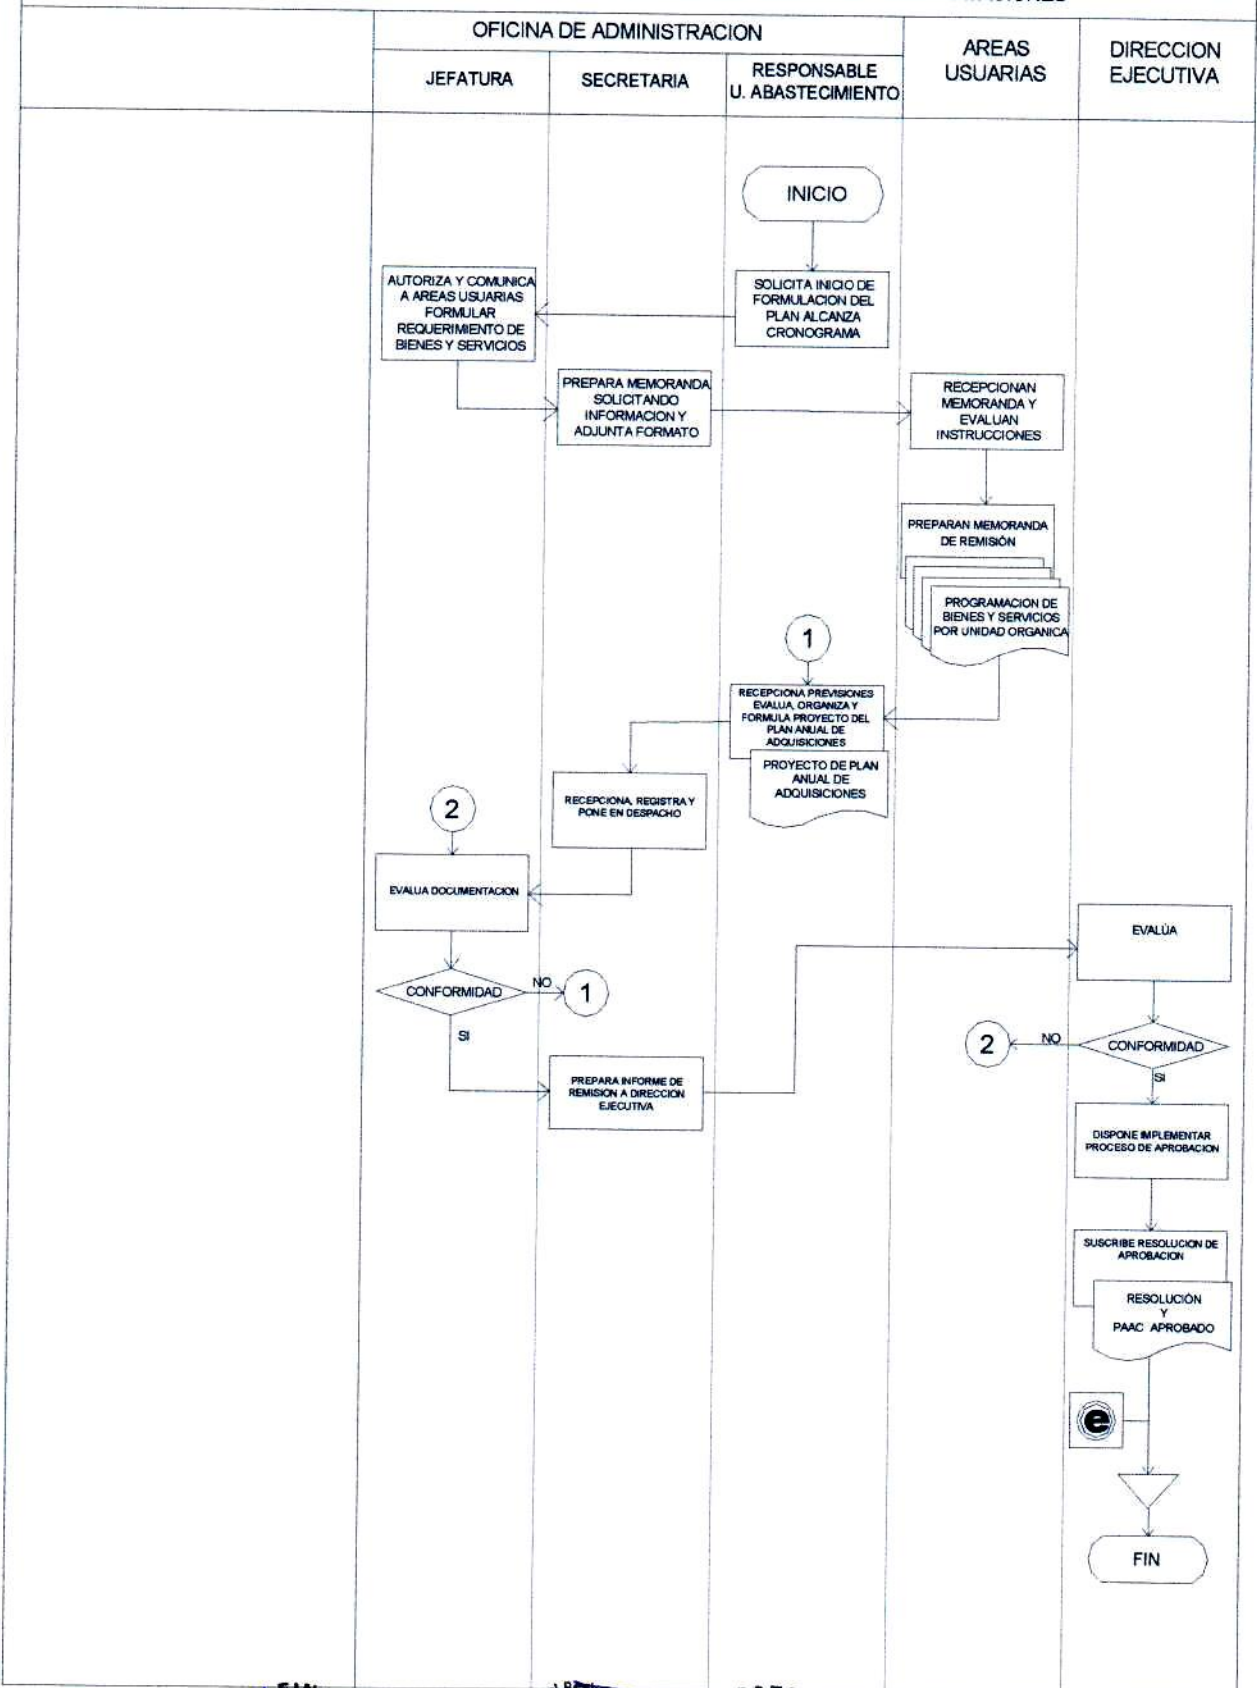 OFICINA DE ADMINISTRACION
AREAS
USUARIAS
DIRECCION
EJECUTIVA
JEFATURA
SECRETARIA
RESPONSABLE
U. ABASTECIMIENTO
INICIO
SOLICITA INICIO DE
FORMULACION DEL
PLAN ALCANZA
CRONOGRAMA
AUTORIZA Y COMUNICA
A AREAS USUARIAS
FORMULAR
REQUERIMIENTO DE
BIENES Y SERVICIOS
PREPARA MEMORANDA
SOLICITANDO
INFORMACION Y
ADJUNTA FORMATO
RECEPCIONAN
MEMORANDA Y
EVALUAN
INSTRUCCIONES
PREPARAN MEMORANDA
DE REMISIÓN
PROGRAMACION DE
BIENES Y SERVICIOS
POR UNIDAD ORGANICA
1
RECEPCIONA PREVISIONES
EVALUA, ORGANIZA Y
FORMULA PROYECTO DEL
PLAN ANUAL DE
ADQUISICIONES
PROYECTO DE PLAN
ANUAL DE
ADQUISICIONES
RECEPCIONA, REGISTRA Y
PONE EN DESPACHO
2
EVALUA DOCUMENTACION
CONFORMIDAD
NO
1
SI
PREPARA INFORME DE
REMISION A DIRECCION
EJECUTIVA
EVALÚA
CONFORMIDAD
NO
2
SI
DISPONE IMPLEMENTAR
PROCESO DE APROBACION
SUSCRIBE RESOLUCION DE
APROBACION
RESOLUCIÓN
Y
PAAC APROBADO
e
FIN